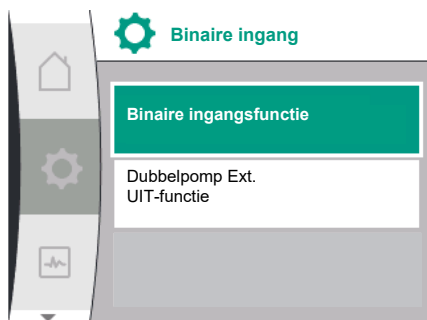 Binaire ingang
Binaire ingangsfunctie
Dubbelpomp Ext.
UIT-functie